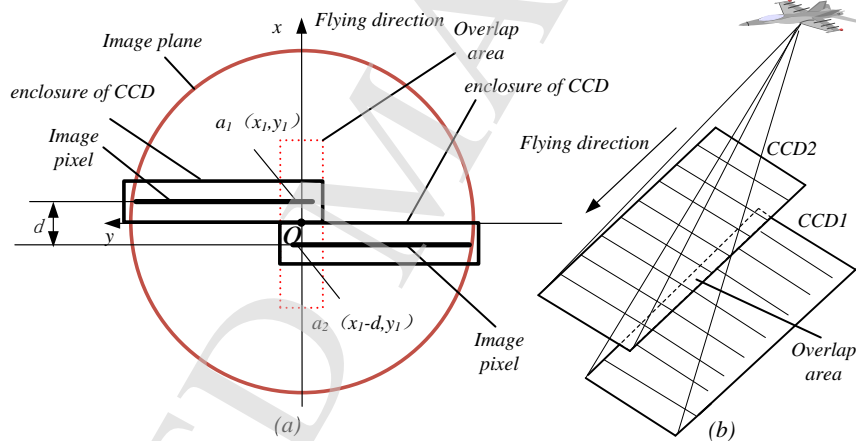 x
Flying direction
Image plane
Overlap
area
enclosure of CCD
enclosure of CCD
Image
pixel
a1 (x1,y1)
d
y
O
a2 (x1-d,y1)
Image
pixel
(a)
Flying direction
CCD2
CCD1
Overlap
area
(b)